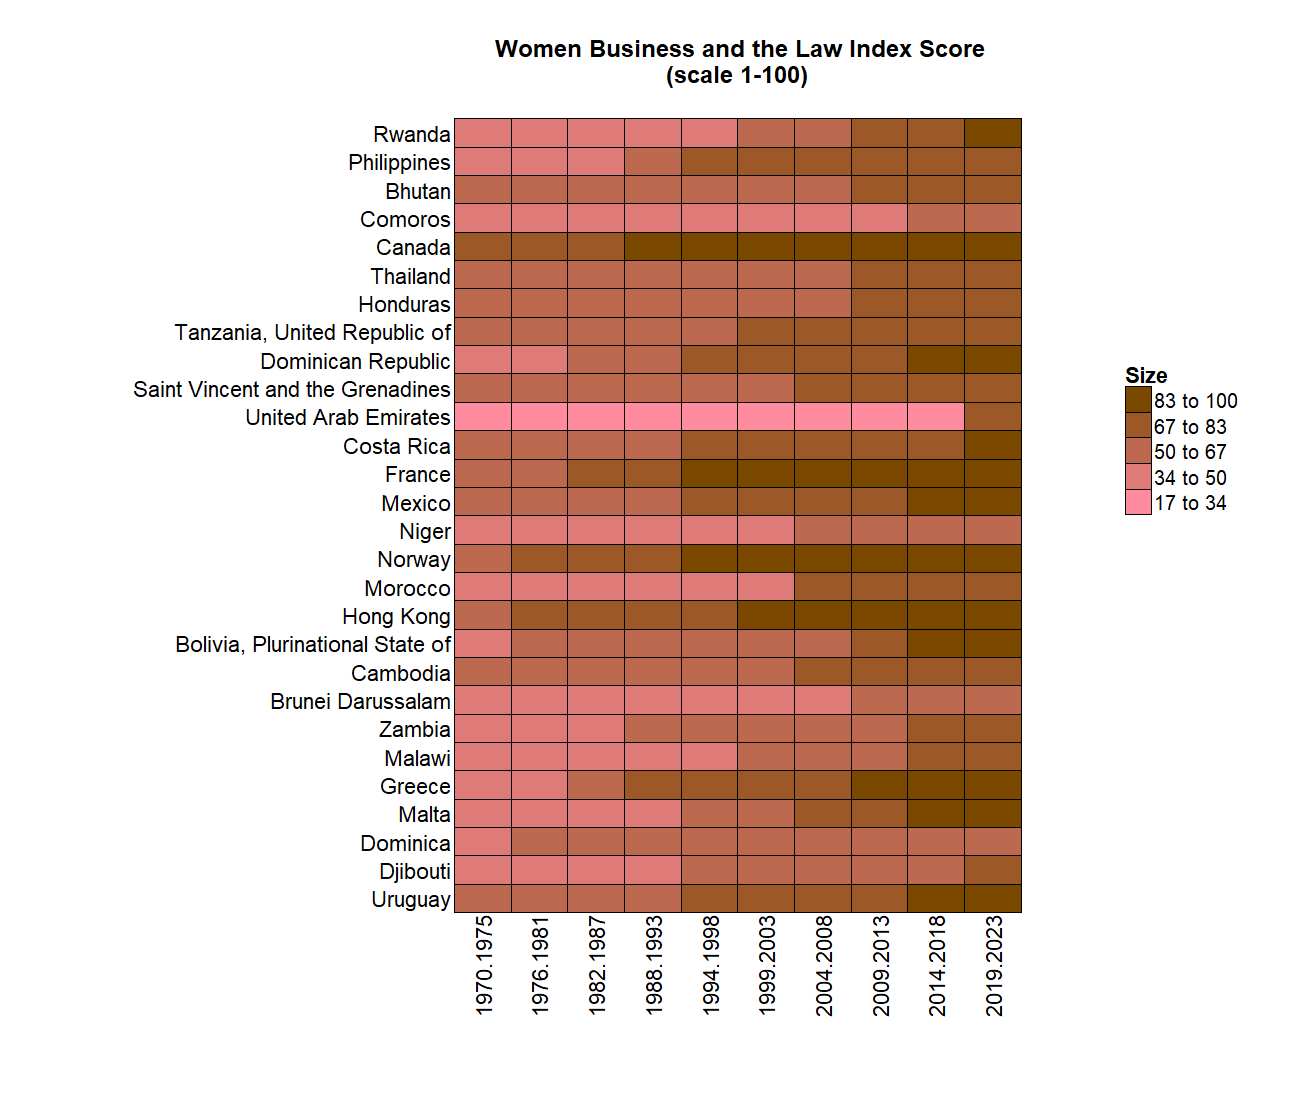 Women Business and the Law Index Score
(scale 1-100)
Rwanda
Philippines
Bhutan
Comoros
Canada
Thailand
Honduras
Tanzania, United Republic of
Dominican Republic
Saint Vincent and the Grenadines
United Arab Emirates
Costa Rica
France
Mexico
Niger
Norway
Morocco
Hong Kong
Bolivia, Plurinational State of
Cambodia
Brunei Darussalam
Zambia
Malawi
Greece
Malta
Dominica
Djibouti
Uruguay
1970.1975
1976.1981
1982.1987
1988.1993
1994.1998
1999.2003
2004.2008
2009.2013
2014.2018
2019.2023
Size
83 to 100
67 to 83
50 to 67
34 to 50
17 to 34